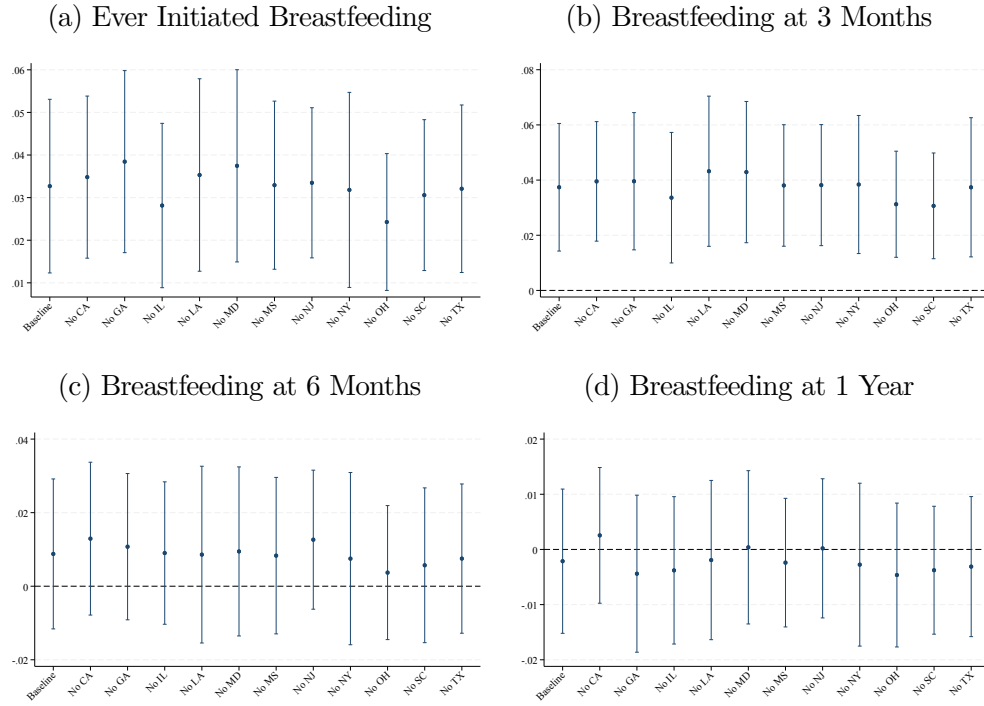 (a) Ever Initiated Breastfeeding
.06
.05
.04
.03
.02
.01
Baseline
No CA
No GA
No IL
No LA
No MD
No MS
No NJ
No NY
No OH
No SC
No TX
(b) Breastfeeding at 3 Months
.08
.06
.04
.02
0
Baseline
No CA
No GA
No IL
No LA
No MD
No MS
No NJ
No NY
No OH
No SC
No TX
(c) Breastfeeding at 6 Months
.04
.02
0
-.02
Baseline
No CA
No GA
No IL
No LA
No MD
No MS
No NJ
No NY
No OH
No SC
No TX
(d) Breastfeeding at 1 Year
.02
.01
0
-.01
-.02
Baseline
No CA
No GA
No IL
No LA
No MD
No MS
No NJ
No NY
No OH
No SC
No TX